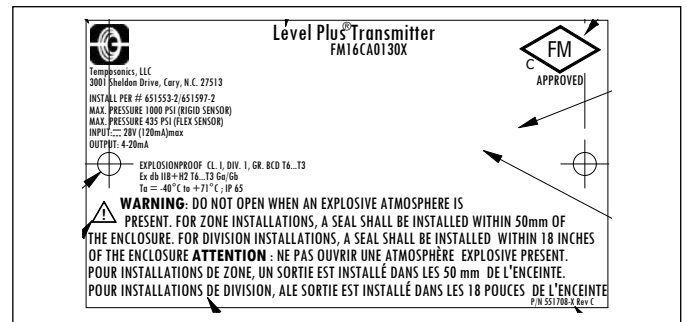 Level Plus® Transmitter
FM16CA0130X
FM
C
APPROVED
Temposonics, LLC
3001 Sheldon Drive, Cary, N.C. 27513
INSTALL PER # 651553-2/651597-2
MAX. PRESSURE 1000 PSI (RIGID SENSOR)
MAX. PRESSURE 435 PSI (FLEX SENSOR)
INPUT: ⎓ 28V (120mA)max
OUTPUT: 4-20mA
EXPLOSIONPROOF CL. I, DIV. 1, GR. BCD T6...T3
Ex db IIB+H2 T6...T3 Ga/Gb
Ta = -40°C to +71°C ; IP 65
WARNING: DO NOT OPEN WHEN AN EXPLOSIVE ATMOSPHERE IS
PRESENT. FOR ZONE INSTALLATIONS, A SEAL SHALL BE INSTALLED WITHIN 50mm OF
THE ENCLOSURE. FOR DIVISION INSTALLATIONS, A SEAL SHALL BE INSTALLED WITHIN 18 INCHES
OF THE ENCLOSURE ATTENTION : NE PAS OUVRIR UNE ATMOSPHÈRE EXPLOSIVE PRESENT.
POUR INSTALLATIONS DE ZONE, UN SORTIE EST INSTALLÉ DANS LES 50 mm DE L'ENCEINTE.
POUR INSTALLATIONS DE DIVISION, ALE SORTIE EST INSTALLÉ DANS LES 18 POUCES DE L'ENCEINTE
P/N 551708-X Rev C